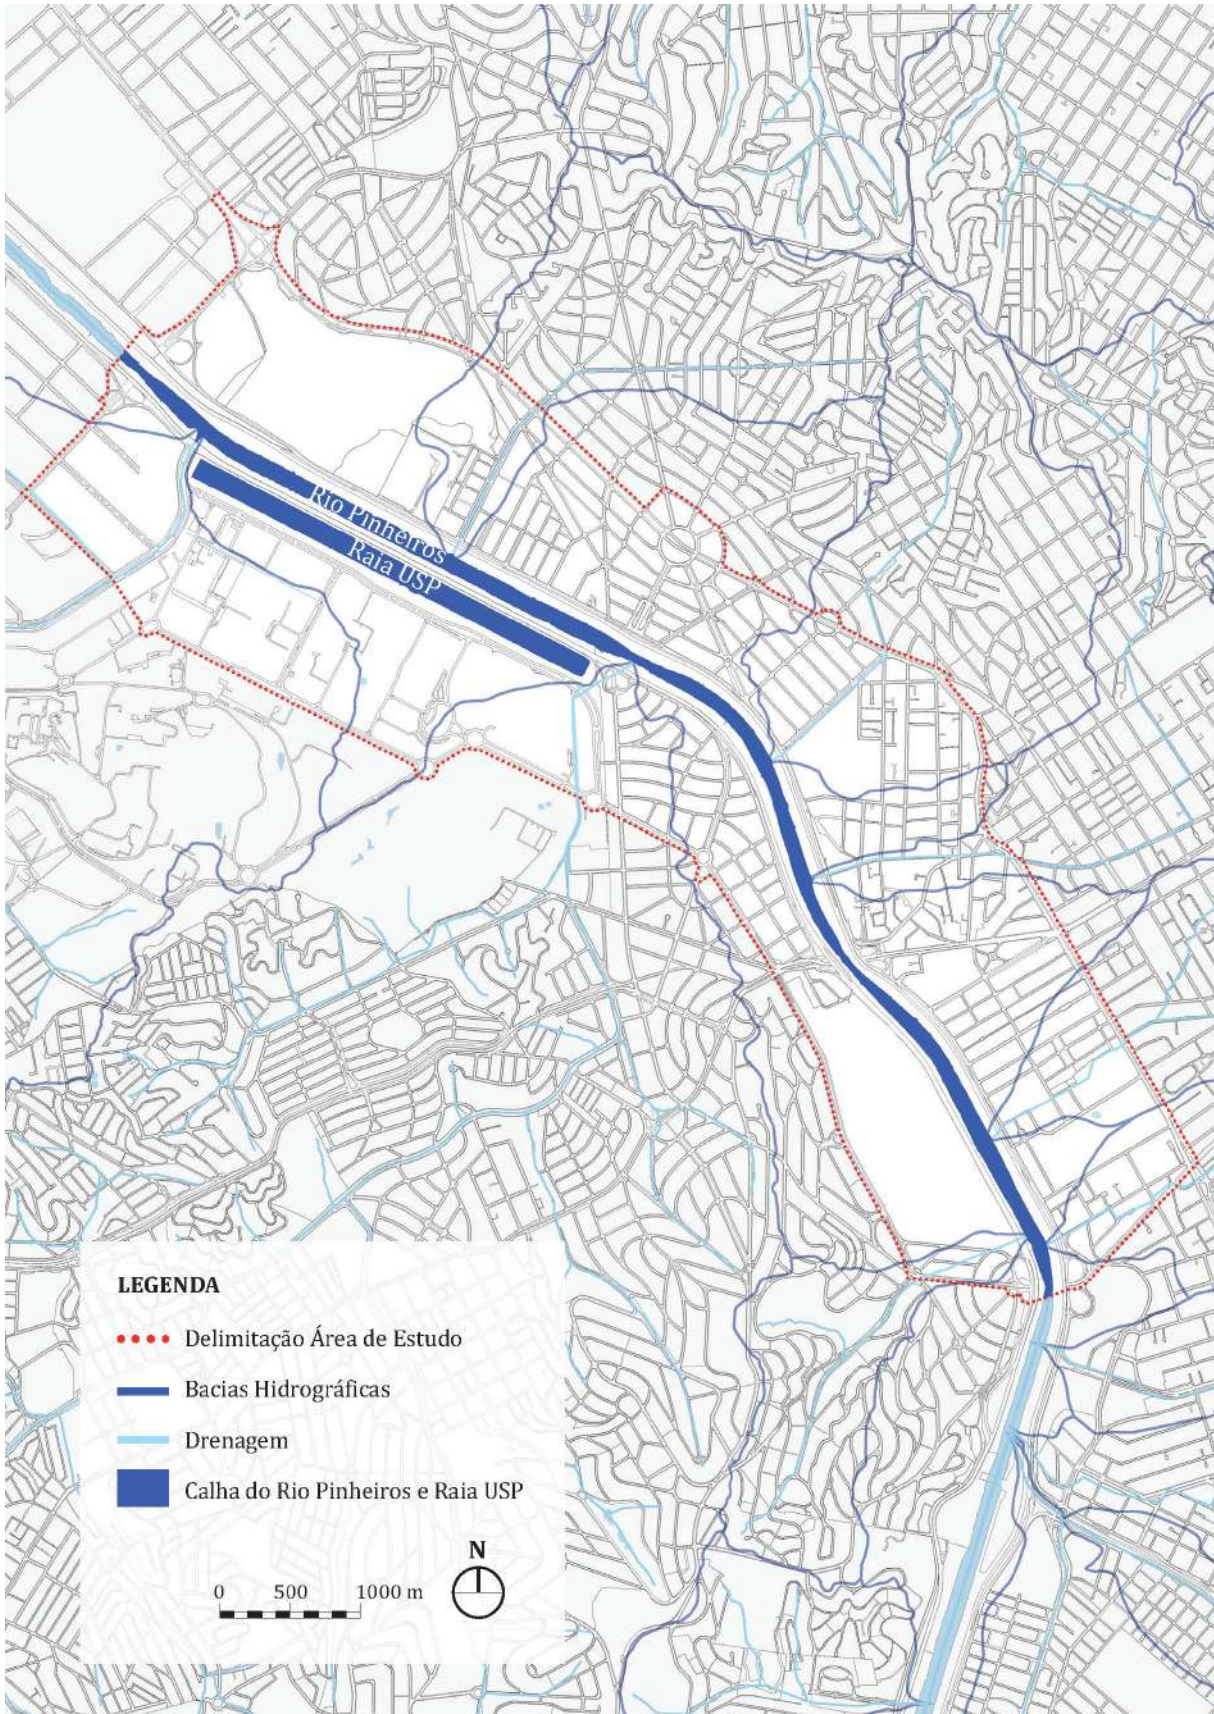 Rio Pinheiros
Raia USP
LEGENDA
Delimitação Área de Estudo
Bacias Hidrográficas
Drenagem
Calha do Rio Pinheiros e Raia USP
N
0 500 1000 m